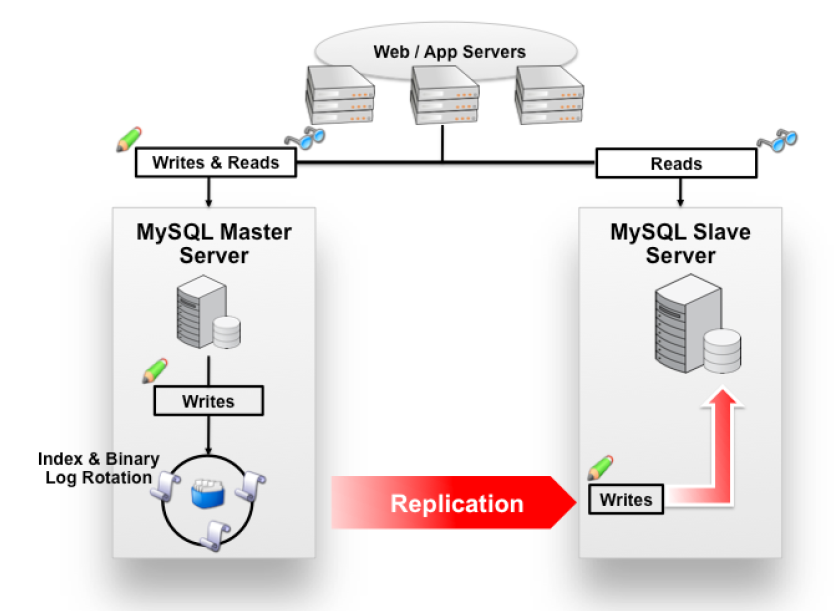 Web / App Servers
Writes & Reads
Reads
MySQL Master
Server
MySQL Slave
Server
Writes
Index & Binary
Log Rotation
Replication
Writes